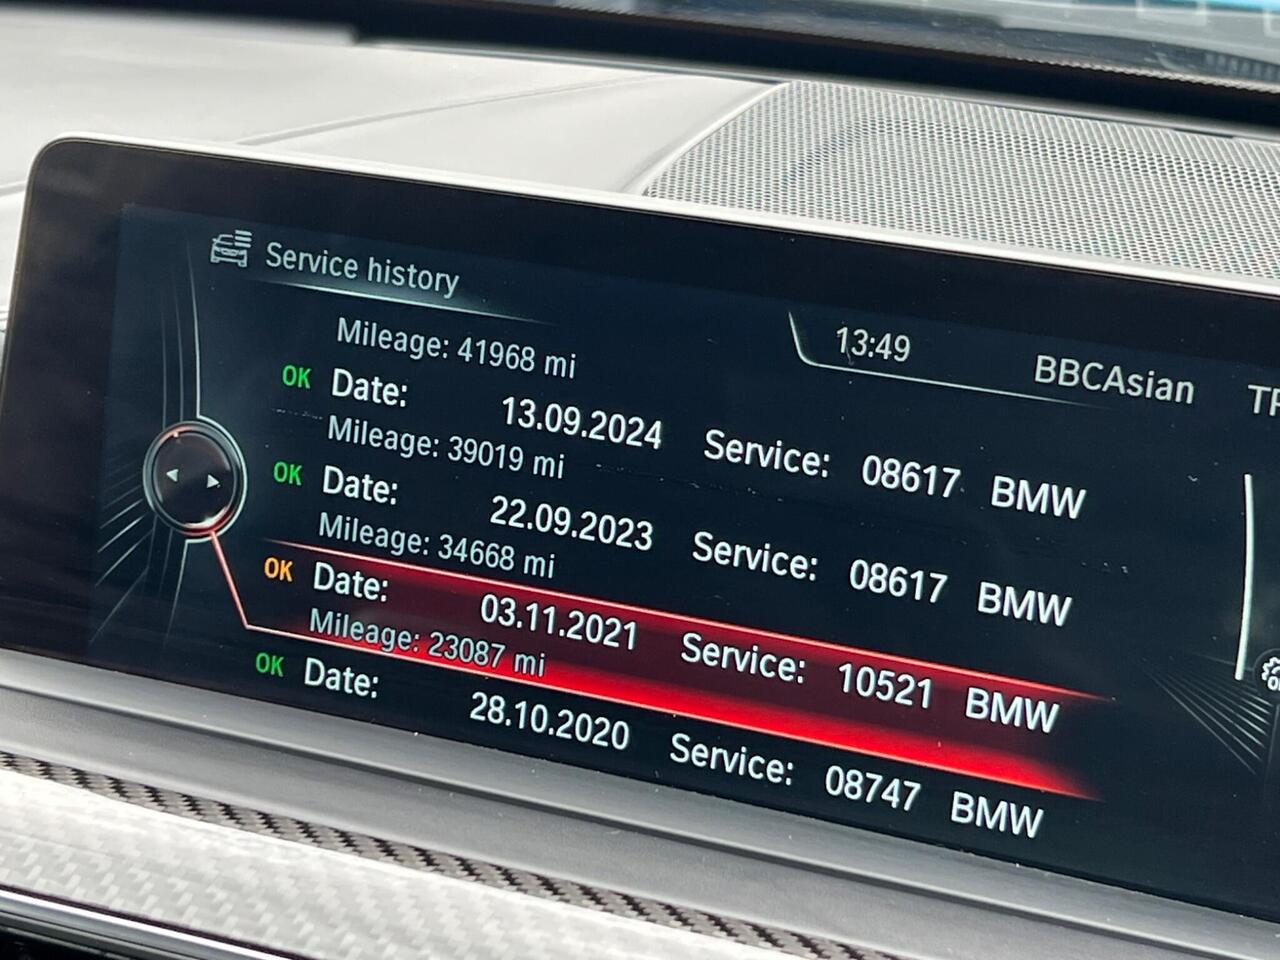 Service history
13:49 BBCAsian
Mileage: 41968 mi
OK Date: 13.09.2024 Service: 08617 BMW
Mileage: 39019 mi
OK Date: 22.09.2023 Service: 08617 BMW
Mileage: 34668 mi
OK Date: 03.11.2021 Service: 10521 BMW
Mileage: 23087 mi
OK Date: 28.10.2020 Service: 08747 BMW